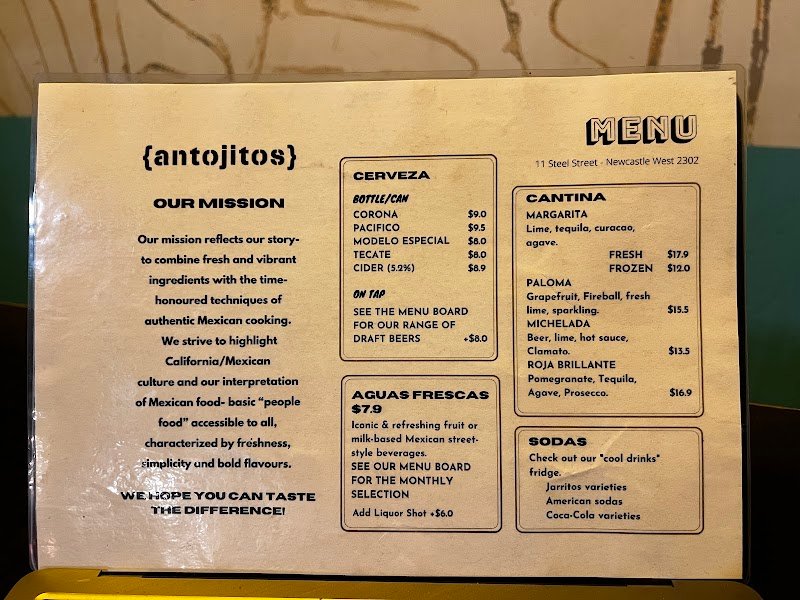 {antojitos}
OUR MISSION
Our mission reflects our story-
to combine fresh and vibrant
ingredients with the time-
honoured techniques of
authentic Mexican cooking.
We strive to highlight
California/Mexican
culture and our interpretation
of Mexican food- basic “people
food” accessible to all,
characterized by freshness,
simplicity and bold flavours.
WE HOPE YOU CAN TASTE
THE DIFFERENCE!
CERVEZA
BOTTLE/CAN
CORONA $9.0
PACIFICO $9.5
MODELO ESPECIAL $8.0
TECATE $8.0
CIDER (5.2%) $8.9
ON TAP
SEE THE MENU BOARD
FOR OUR RANGE OF
DRAFT BEERS +$8.0
AGUAS FRESCAS
$7.9
Iconic & refreshing fruit or
milk-based Mexican street-
style beverages.
SEE OUR MENU BOARD
FOR THE MONTHLY
SELECTION
Add Liquor Shot +$6.0
MENU
11 Steel Street - Newcastle West 2302
CANTINA
MARGARITA
Lime, tequila, curacao,
agave.
FRESH $17.9
FROZEN $12.0
PALOMA
Grapefruit, Fireball, fresh
lime, sparkling. $15.5
MICHELADA
Beer, lime, hot sauce,
Clamato. $13.5
ROJA BRILLANTE
Pomegranate, Tequila,
Agave, Prosecco. $16.9
SODAS
Check out our "cool drinks"
fridge.
Jarritos varieties
American sodas
Coca-Cola varieties